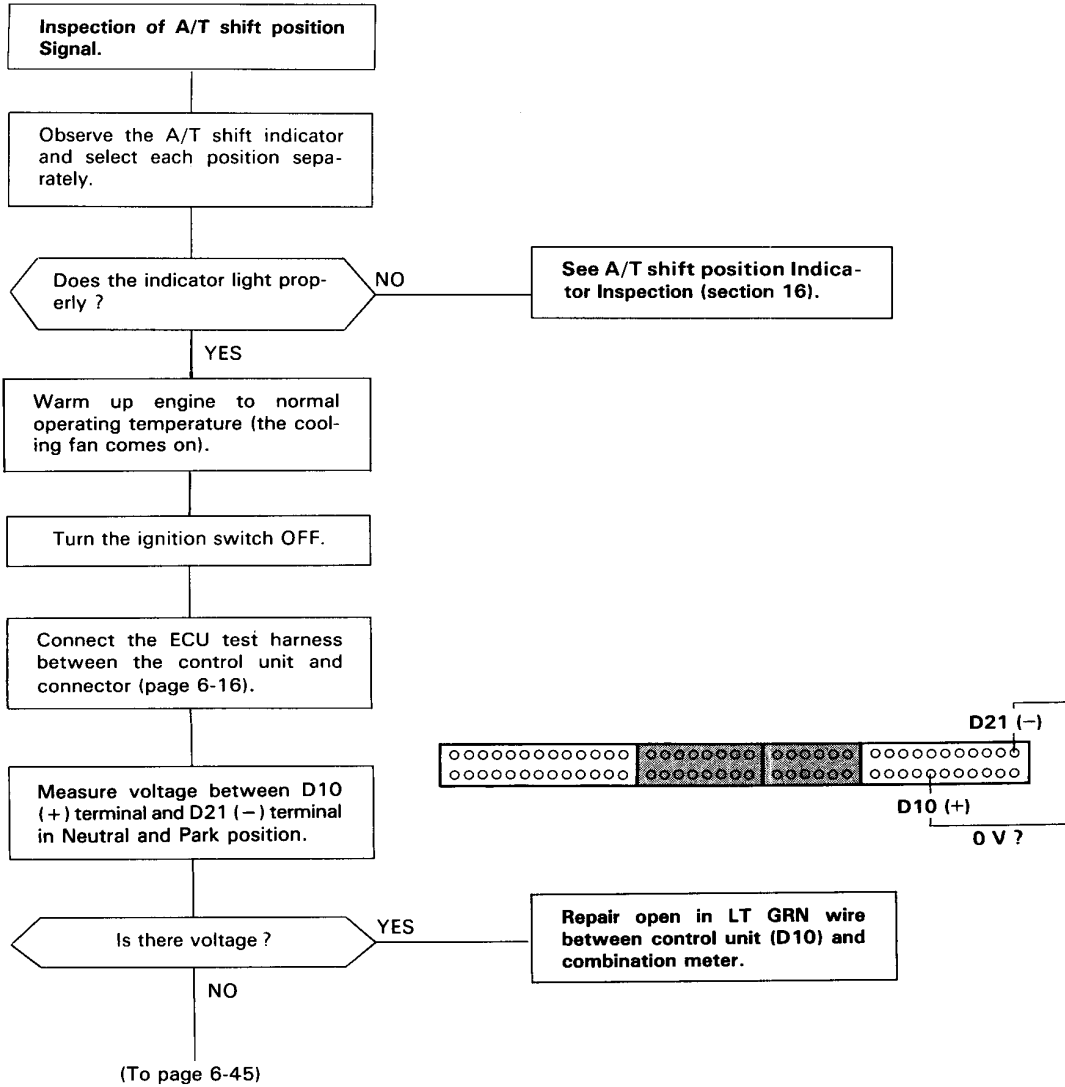 Inspection of A/T shift position
Signal.
Observe the A/T shift indicator
and select each position sepa-
rately.
Does the indicator light prop-
erly ?
NO
See A/T shift position Indica-
tor Inspection (section 16).
YES
Warm up engine to normal
operating temperature (the cool-
ing fan comes on).
Turn the ignition switch OFF.
Connect the ECU test harness
between the control unit and
connector (page 6-16).
D21 (−)
D10 (+)
0 V ?
Measure voltage between D10
(+) terminal and D21 (−) terminal
in Neutral and Park position.
Is there voltage ?
YES
Repair open in LT GRN wire
between control unit (D10) and
combination meter.
NO
(To page 6-45)